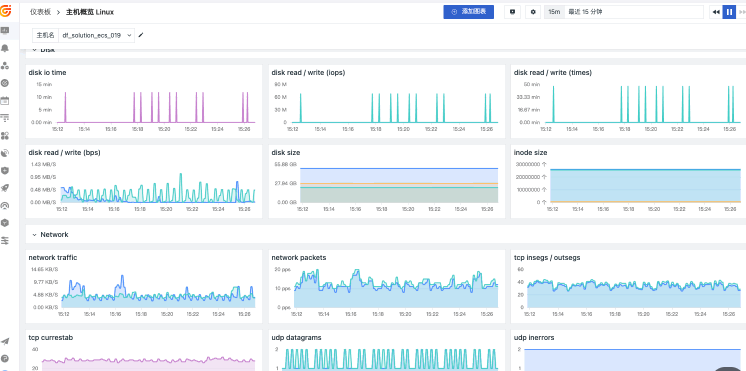 仪表板 > 主机概览 Linux
添加图表
15m 最近 15 分钟
主机名 df_solution_ecs_019
Disk
disk io time
15 min
10 min
5 min
0.00 min
15:12 15:14 15:16 15:18 15:20 15:22 15:24 15:26
disk read / write (iops)
90 M
60 M
30 M
0
15:12 15:14 15:16 15:18 15:20 15:22 15:24 15:26
disk read / write (times)
50 min
33.33 min
16.67 min
0.00 min
15:12 15:14 15:16 15:18 15:20 15:22 15:24 15:26
disk read / write (bps)
1.43 MB/S
0.95 MB/S
0.48 MB/S
0.00 MB/S
15:12 15:14 15:16 15:18 15:20 15:22 15:24 15:26
disk size
55.88 GB
27.94 GB
0.00 GB
15:12 15:14 15:16 15:18 15:20 15:22 15:24 15:26
inode size
30000000 个
20000000 个
10000000 个
0 个
15:12 15:14 15:16 15:18 15:20 15:22 15:24 15:26
Network
network traffic
14.65 KB/S
9.77 KB/S
4.88 KB/S
0.00 KB/S
15:12 15:14 15:16 15:18 15:20 15:22 15:24 15:26
network packets
20 pps
10 pps
0 pps
15:12 15:14 15:16 15:18 15:20 15:22 15:24 15:26
tcp insegs / outsegs
60
40
20
0
15:12 15:14 15:16 15:18 15:20 15:22 15:24 15:26
tcp currestab
40
20
udp datagrams
2
1
udp inerrors
2
1